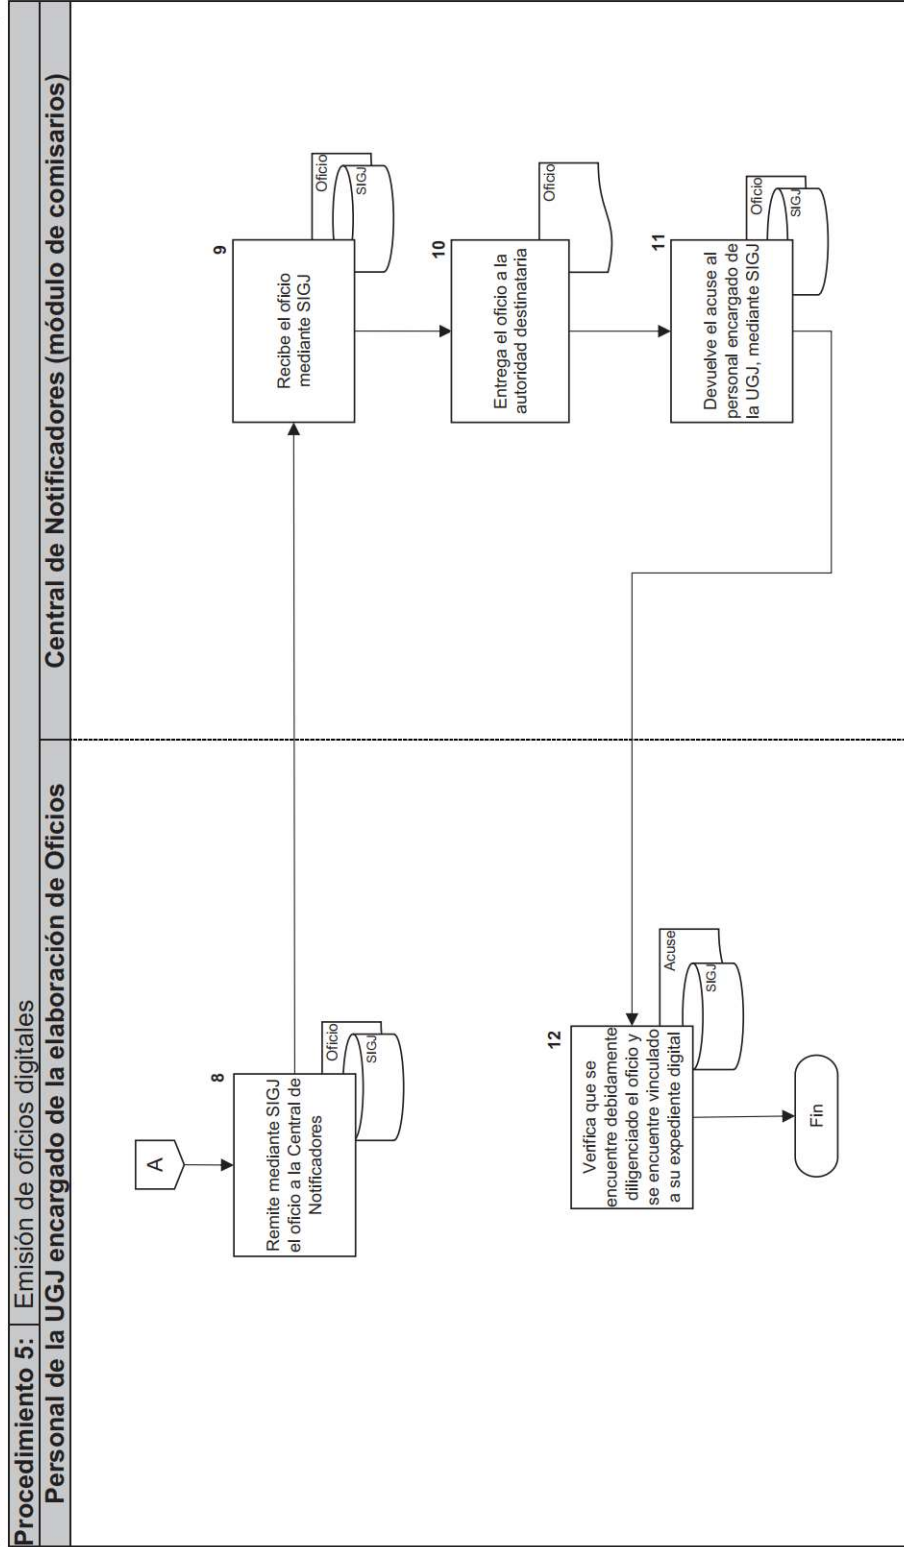 Procedimiento 5: Emisión de oficios digitales
Personal de la UGJ encargado de la elaboración de Oficios
Central de Notificadores (módulo de comisarios)
A
8
Remite mediante SIGJ
el oficio a la Central de
Notificadores
Oficio
SIGJ
9
Recibe el oficio
mediante SIGJ
Oficio
SIGJ
10
Entrega el oficio a la
autoridad destinataria
Oficio
11
Devuelve el acuse al
personal encargado de
la UGJ, mediante SIGJ
Oficio
SIGJ
12
Verifica que se
encuentre debidamente
diligenciado el oficio y
se encuentre vinculado
a su expediente digital
Acuse
SIGJ
Fin